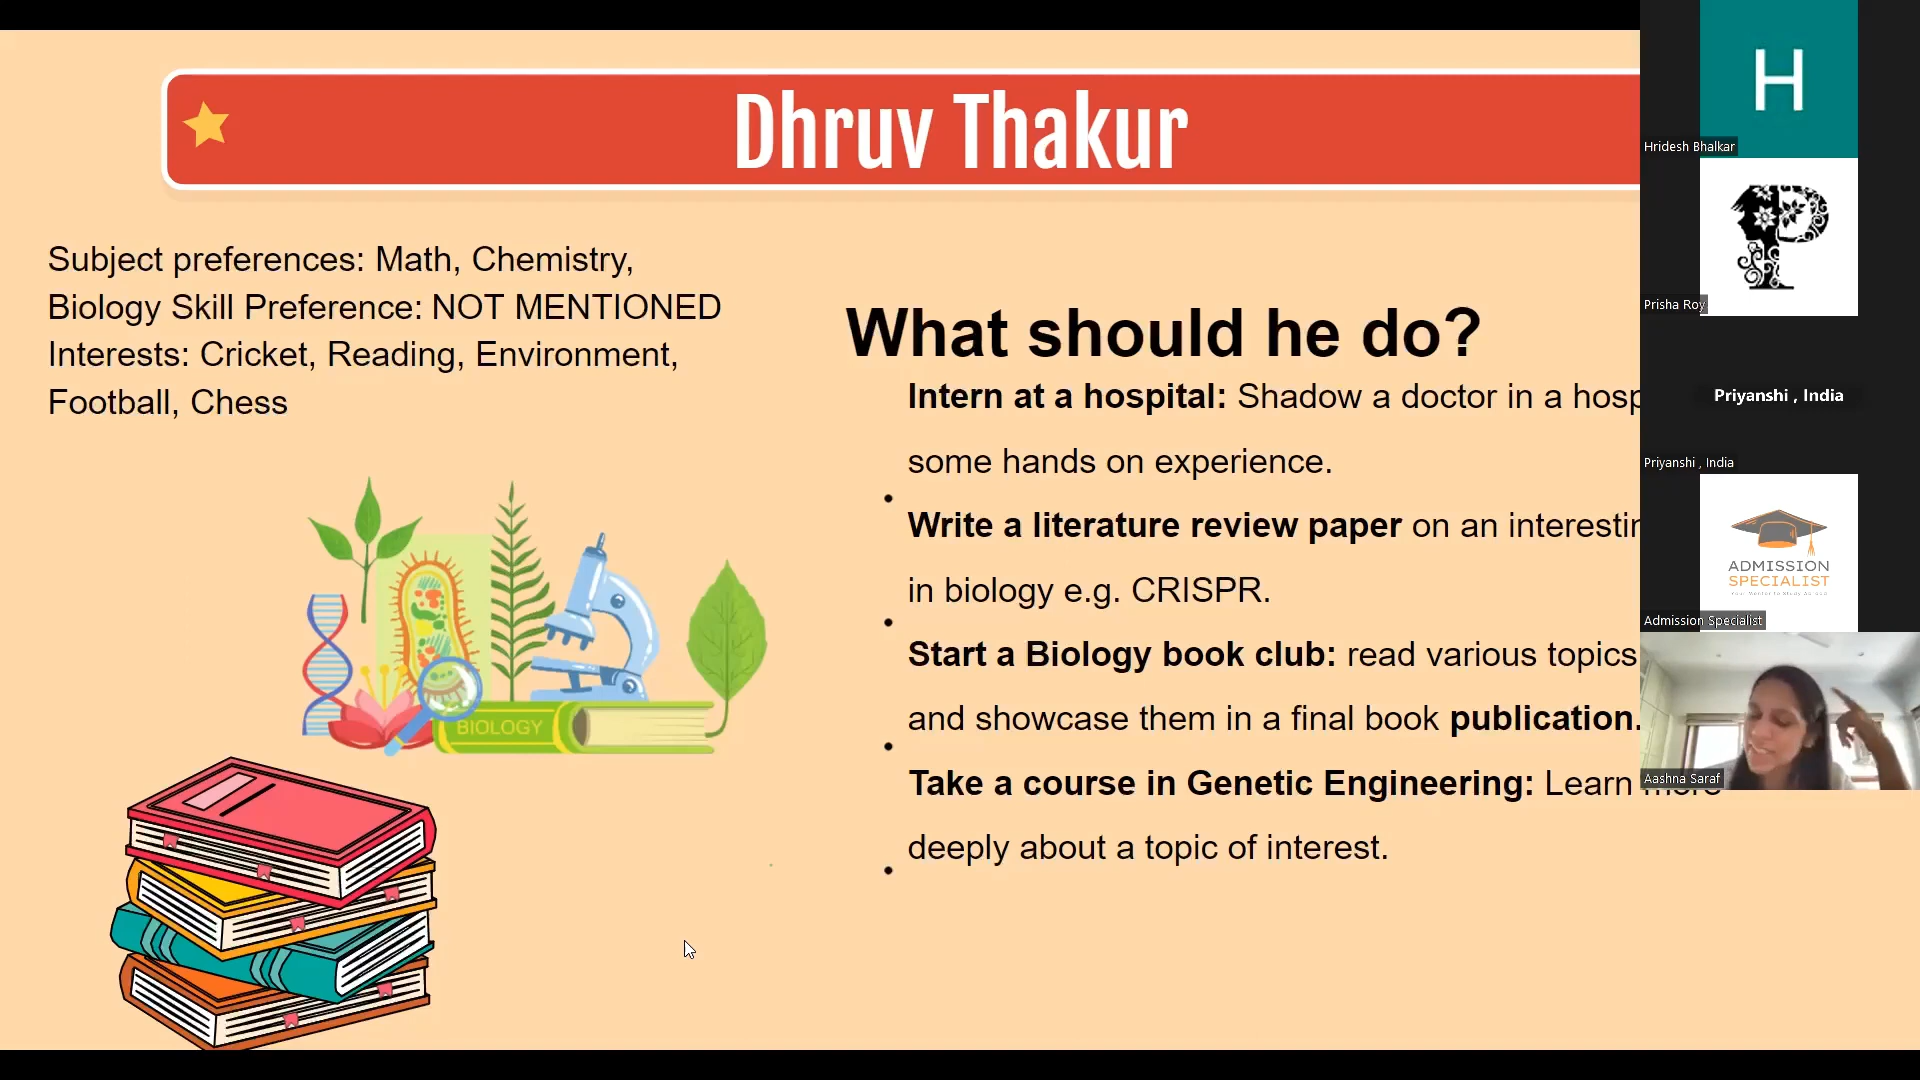 Dhruv Thakur
Subject preferences: Math, Chemistry,
Biology Skill Preference: NOT MENTIONED
Interests: Cricket, Reading, Environment,
Football, Chess
BIOLOGY
What should he do?
Intern at a hospital: Shadow a doctor in a hosp
some hands on experience.
Write a literature review paper on an interestin
in biology e.g. CRISPR.
Start a Biology book club: read various topics
and showcase them in a final book publication.
Take a course in Genetic Engineering: Learn more
deeply about a topic of interest.
H
Hridesh Bhalkar
P
Prisha Roy
Priyanshi , India
Priyanshi , India
ADMISSION
SPECIALIST
Admission Specialist
Aashna Saraf